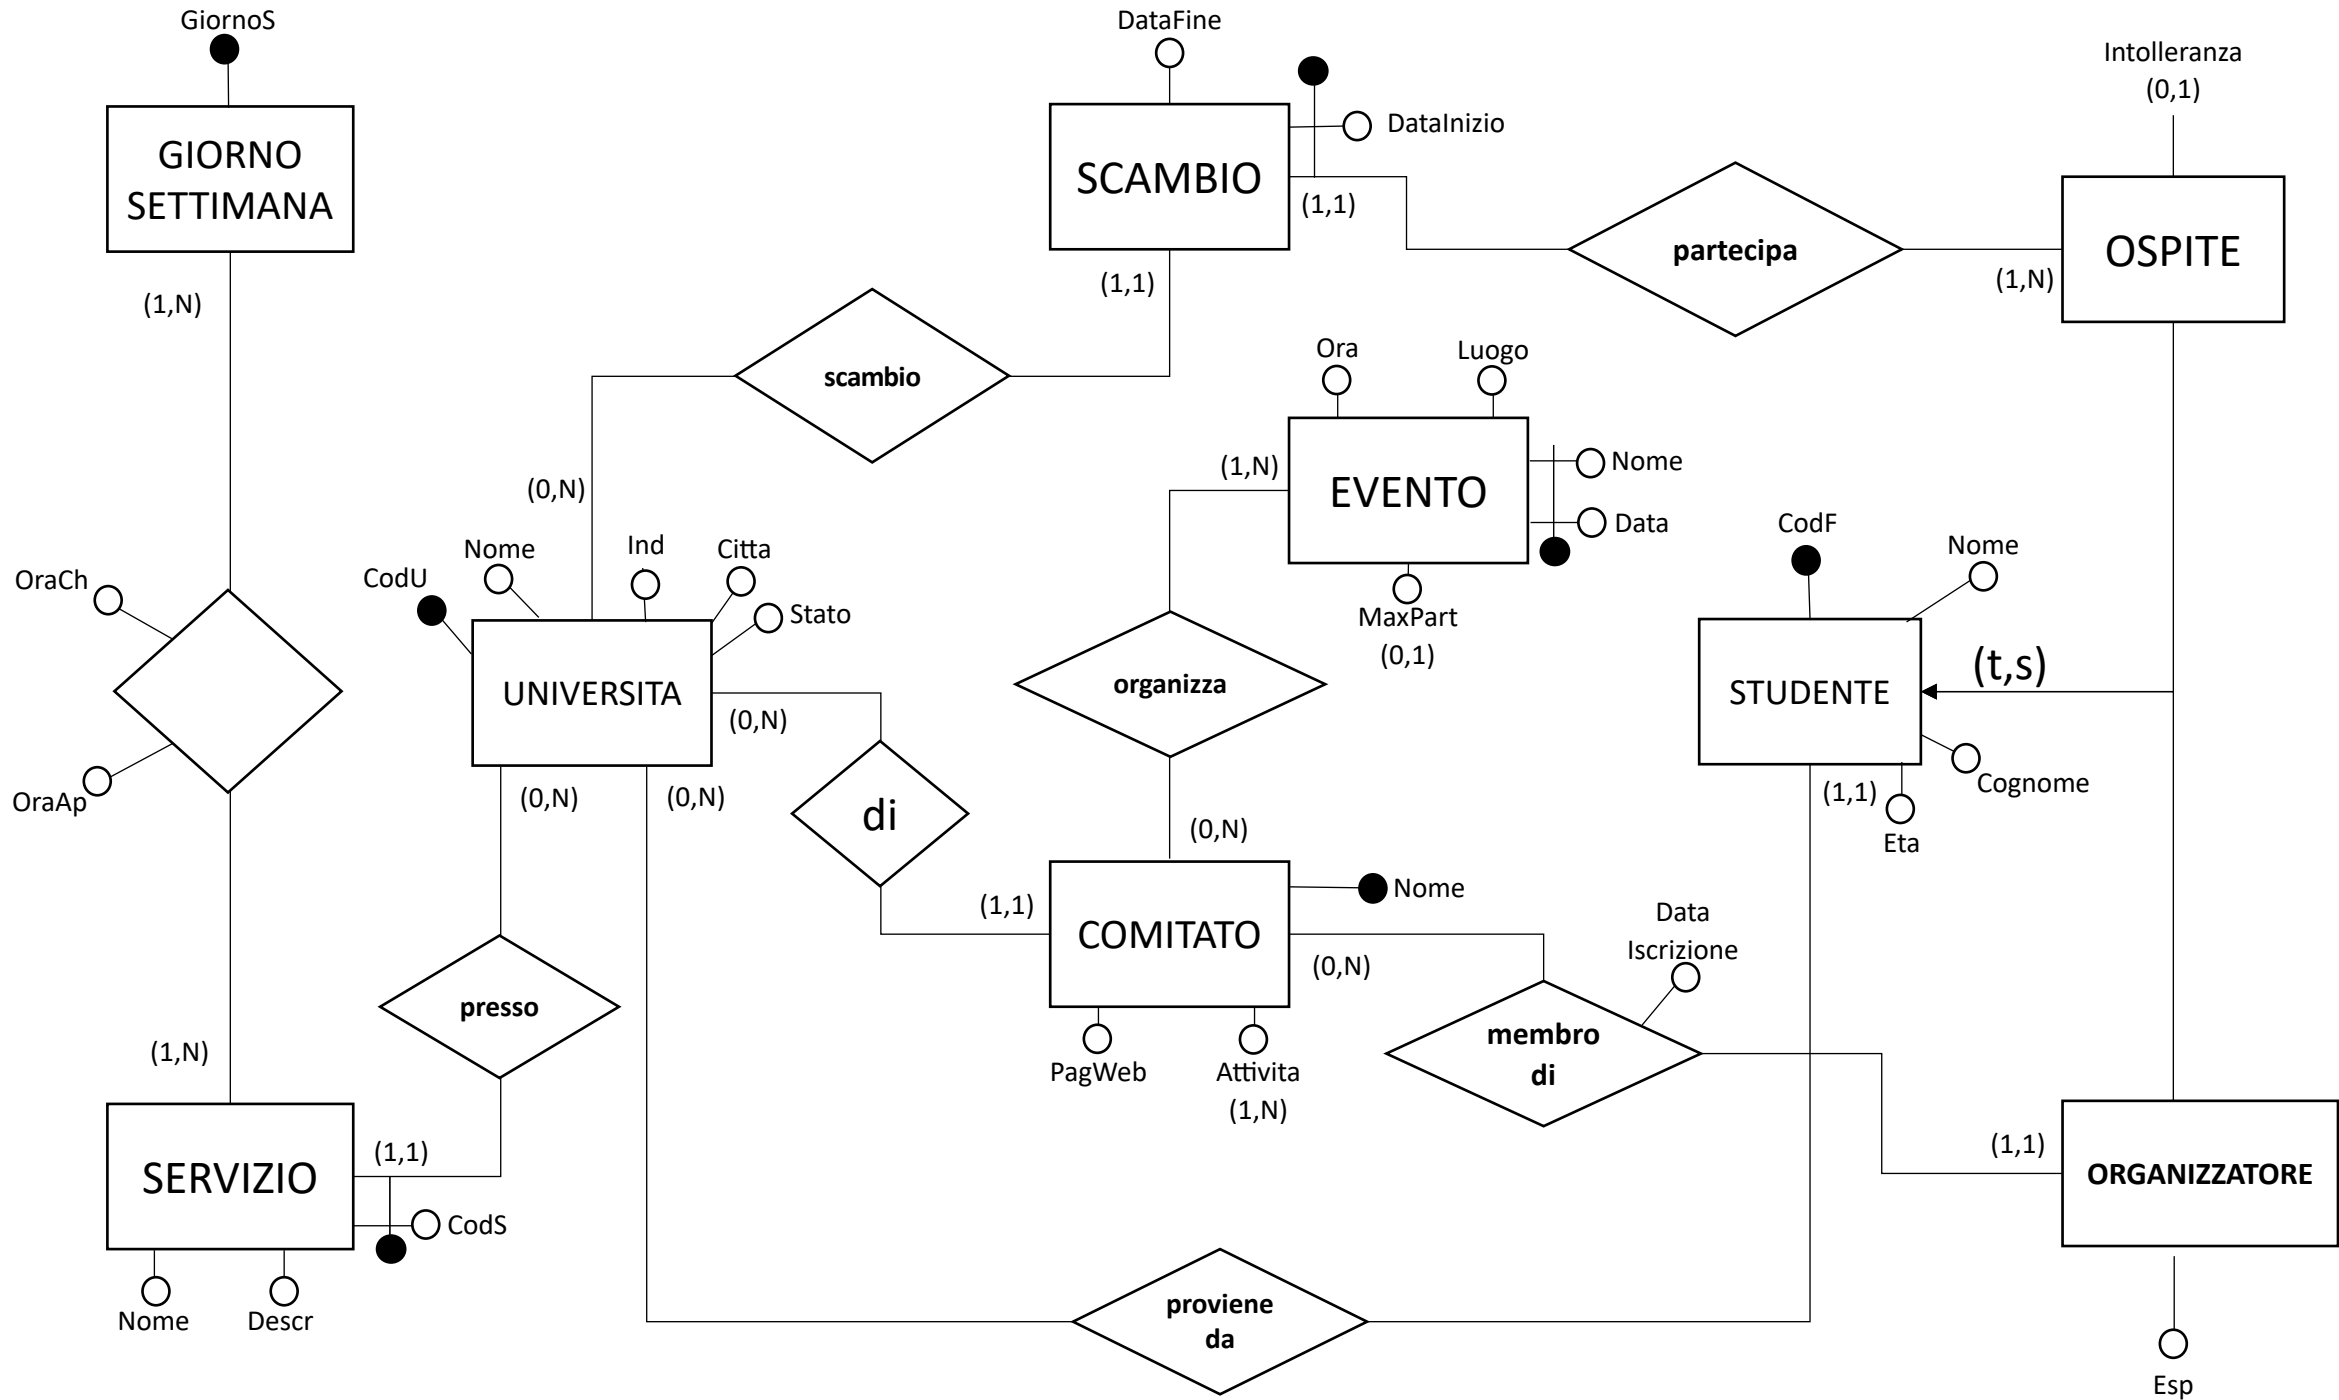 GiornoS
GIORNO
SETTIMANA
(1,N)
OraCh
OraAp
(1,N)
SERVIZIO
(1,1)
CodS
Nome
Descr
DataFine
DataInizio
SCAMBIO
(1,1)
(1,1)
scambio
(0,N)
partecipa
Intolleranza
(0,1)
OSPITE
(1,N)
Ora
Luogo
Nome
Data
EVENTO
(1,N)
MaxPart
(0,1)
organizza
(0,N)
CodU
Nome
Ind
Citta
Stato
UNIVERSITA
(0,N)
(0,N)
(0,N)
di
presso
(1,1)
COMITATO
Nome
(0,N)
PagWeb
Attivita
(1,N)
Data
Iscrizione
membro
di
CodF
Nome
STUDENTE
(t,s)
Cognome
(1,1)
Eta
(1,1)
ORGANIZZATORE
Esp
proviene
da